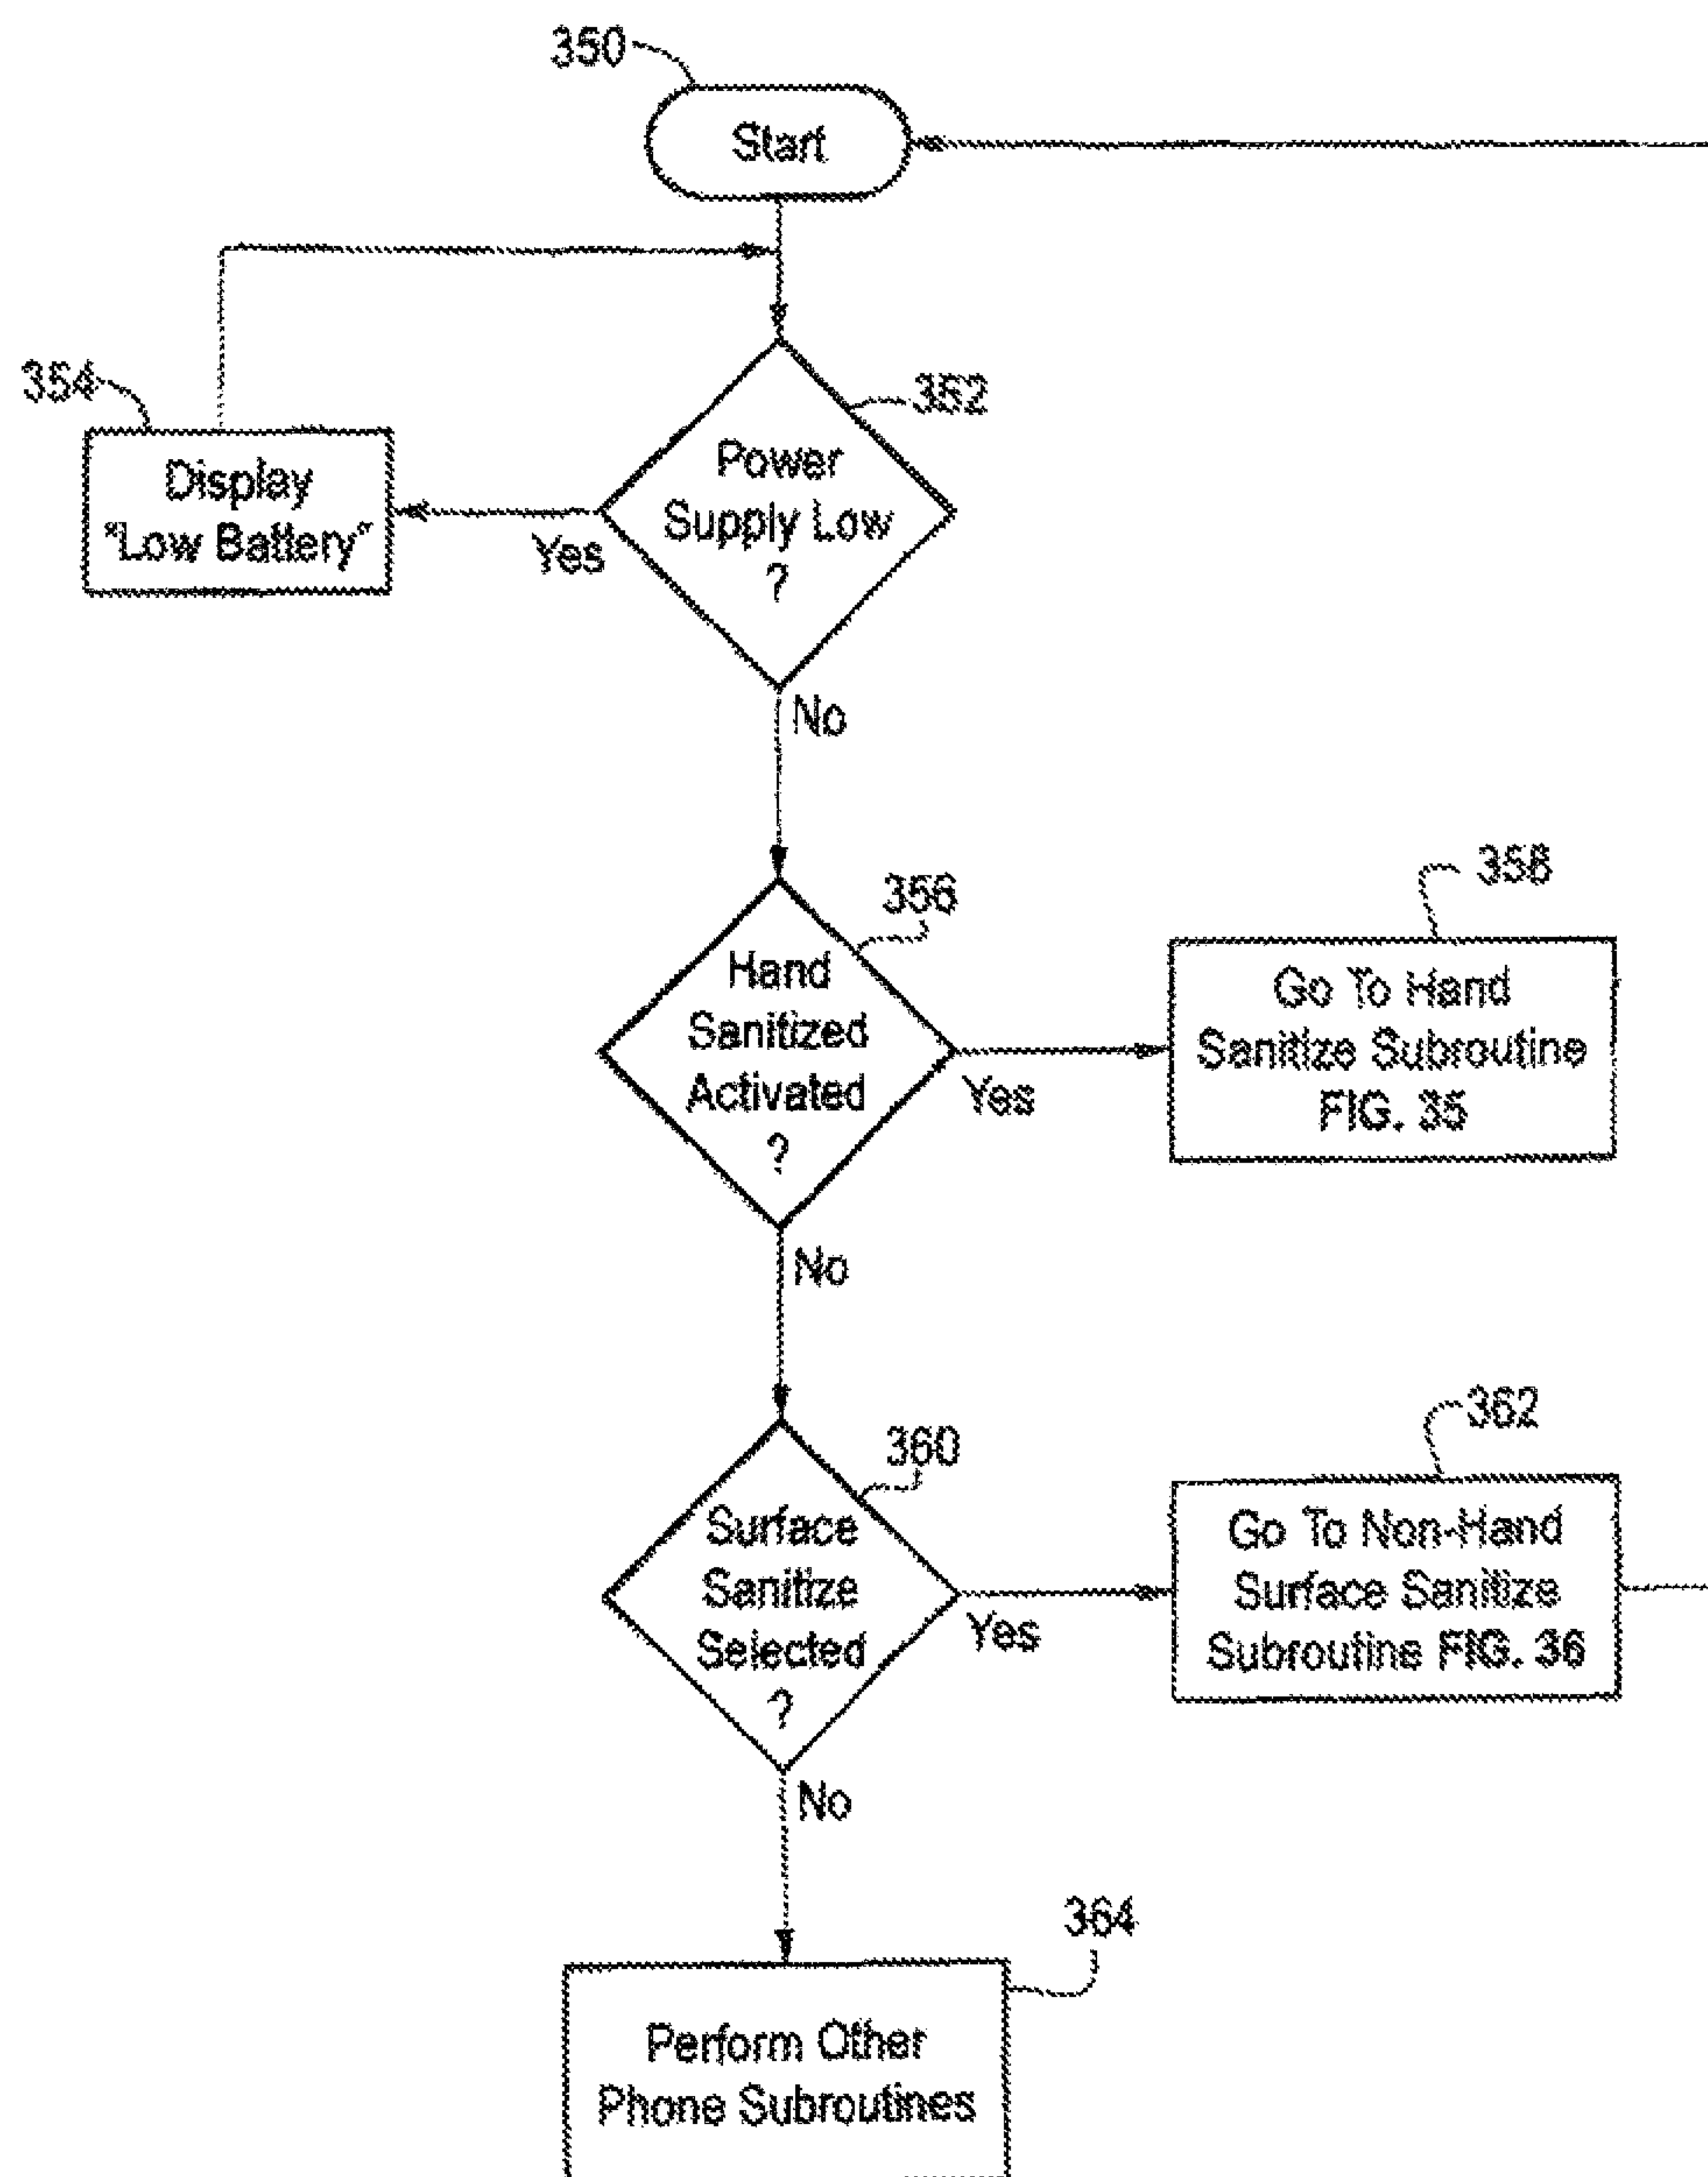 350
Start
354
352
Display
"Low Battery"
Power
Supply Low
?
Yes
No
356
358
Hand
Sanitized
Activated
?
Yes
Go To Hand
Sanitize Subroutine
FIG. 35
No
360
362
Surface
Sanitize
Selected
?
Yes
Go To Non-Hand
Surface Sanitize
Subroutine FIG. 36
No
364
Perform Other
Phone Subroutines